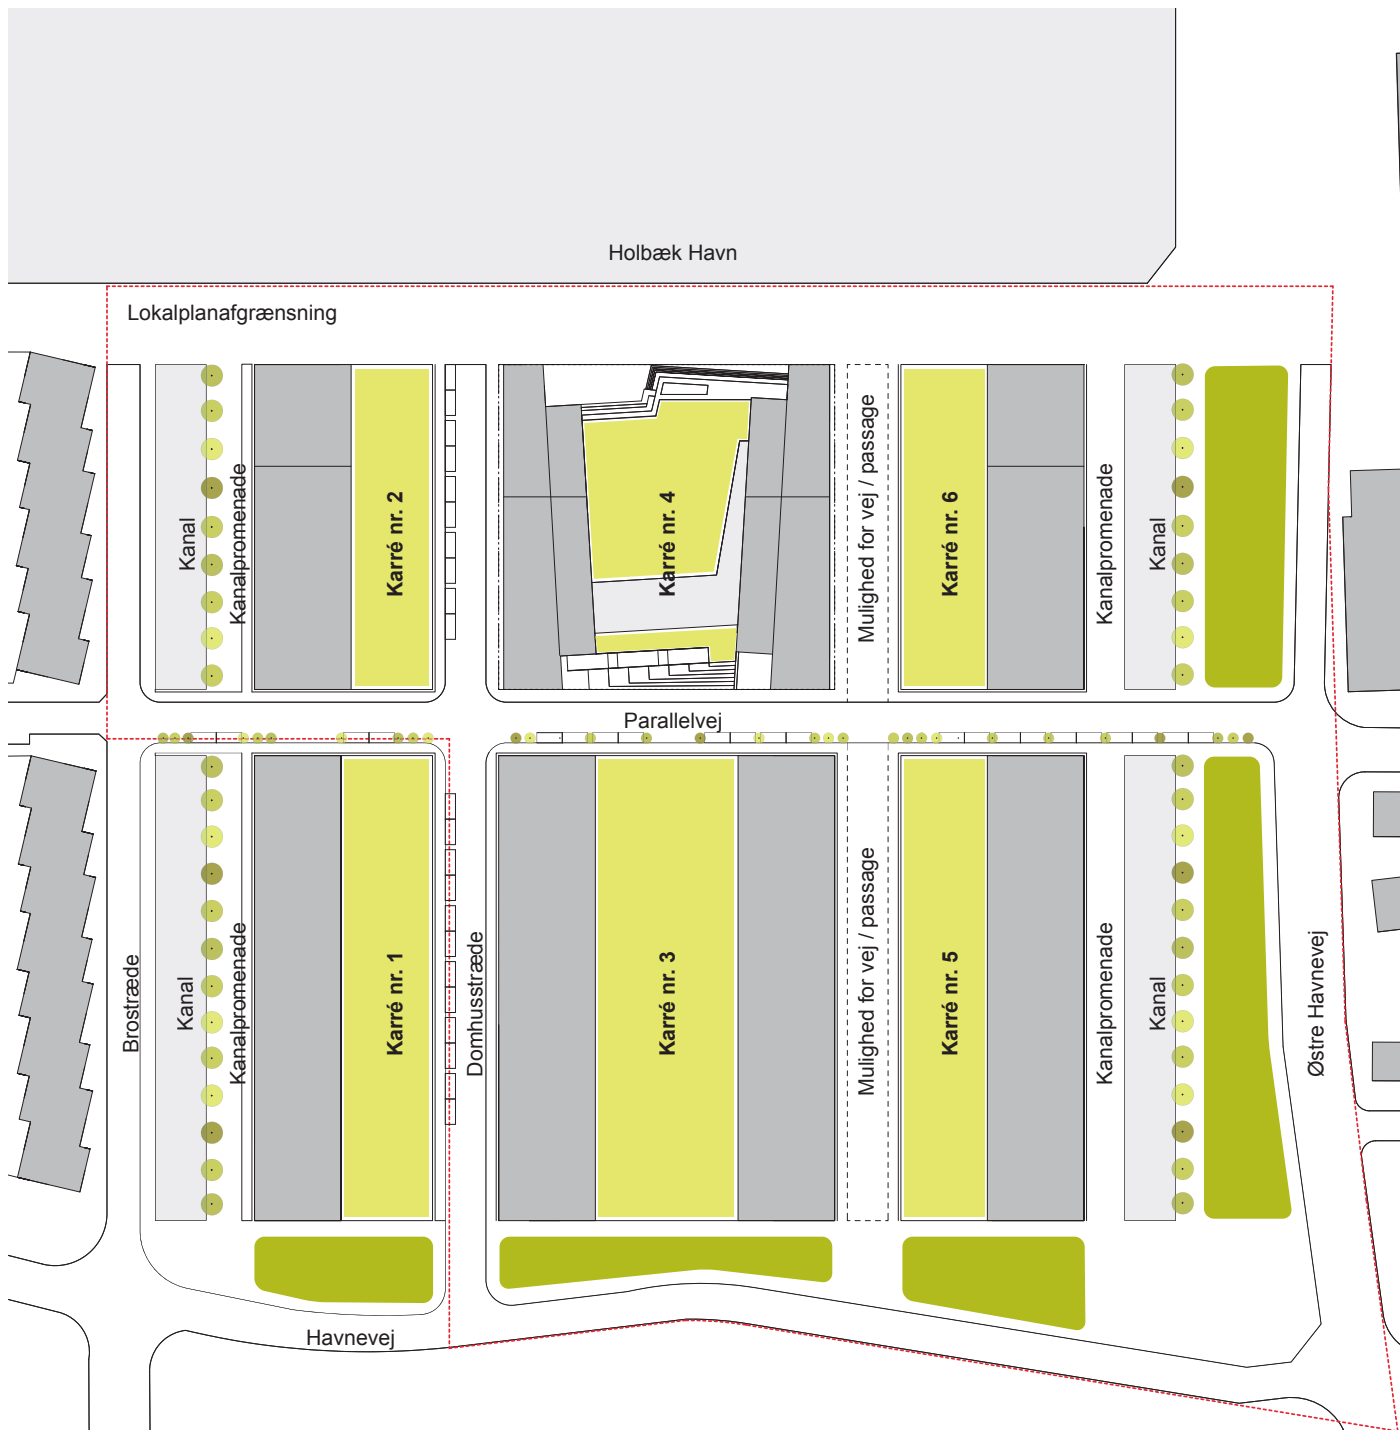 Holbæk Havn
Lokalplanafgrænsning
Kanal
Kanalpromenade
Karré nr. 2
Karré nr. 4
Mulighed for vej / passage
Karré nr. 6
Kanalpromenade
Kanal
Parallelvej
Brostræde
Kanal
Kanalpromenade
Karré nr. 1
Domhusstræde
Karré nr. 3
Mulighed for vej / passage
Karré nr. 5
Kanalpromenade
Kanal
Østre Havnevej
Havnevej